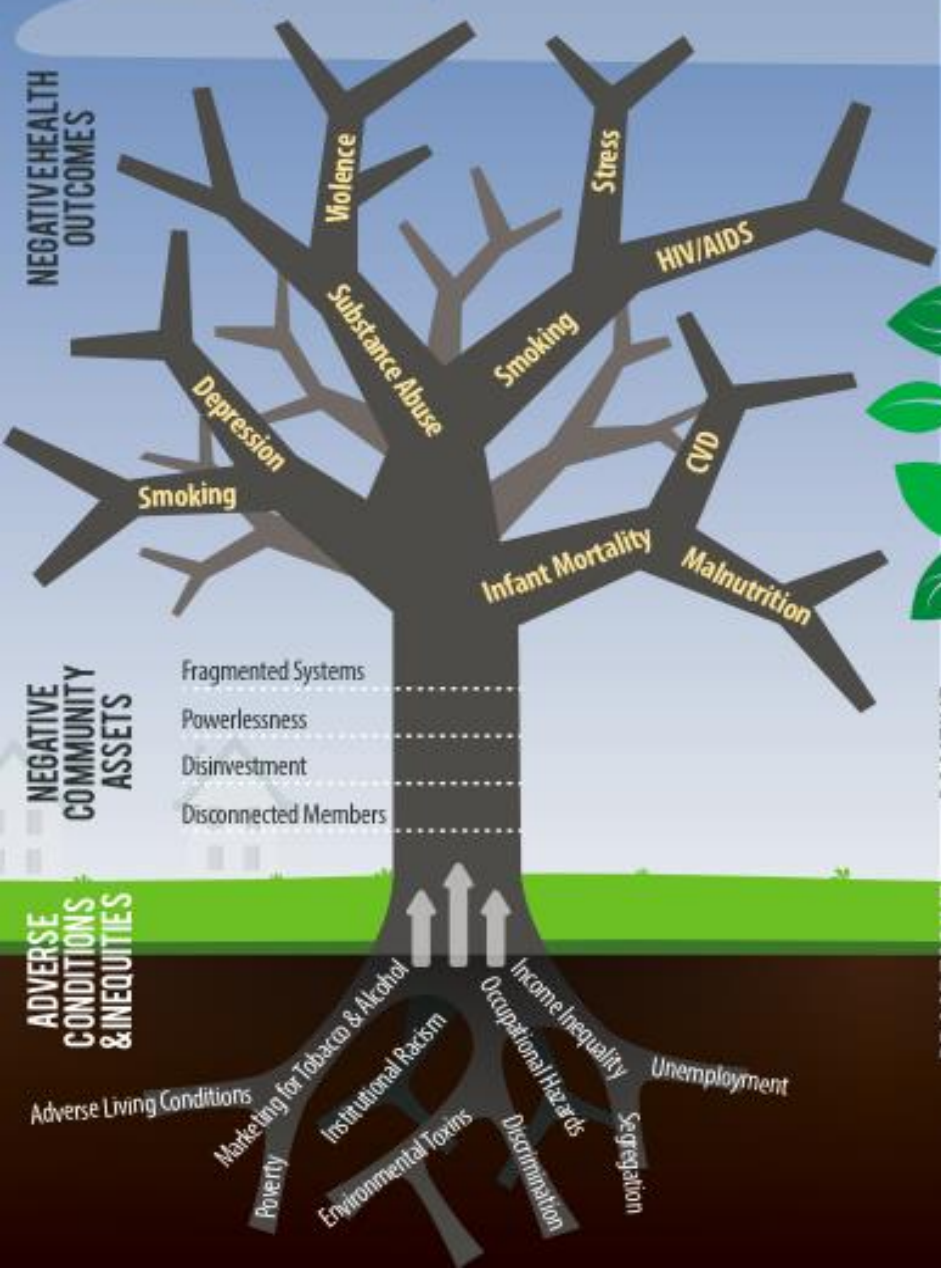 NEGATIVE HEALTH
OUTCOMES
Violence
Stress
HIV/AIDS
Substance Abuse
Smoking
Depression
CVD
Smoking
Infant Mortality
Malnutrition
NEGATIVE
COMMUNITY
ASSETS
Fragmented Systems
Powerlessness
Disinvestment
Disconnected Members
ADVERSE
CONDITIONS
& INEQUITIES
Adverse Living Conditions
Marketing for Tobacco & Alcohol
Poverty
Institutional Racism
Environmental Toxins
Occupational Hazards
Discrimination
Income Inequality
Segregation
Unemployment